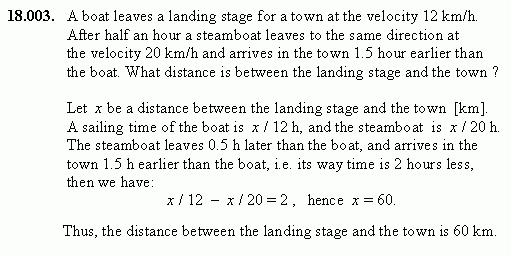 18.003. A boat leaves a landing stage for a town at the velocity 12 km/h.
After half an hour a steamboat leaves to the same direction at
the velocity 20 km/h and arrives in the town 1.5 hour earlier than
the boat. What distance is between the landing stage and the town ?
Let x be a distance between the landing stage and the town [km].
A sailing time of the boat is x / 12 h, and the steamboat is x / 20 h.
The steamboat leaves 0.5 h later than the boat, and arrives in the
town 1.5 h earlier than the boat, i.e. its way time is 2 hours less,
then we have:
x / 12 – x / 20 = 2 , hence x = 60.
Thus, the distance between the landing stage and the town is 60 km.